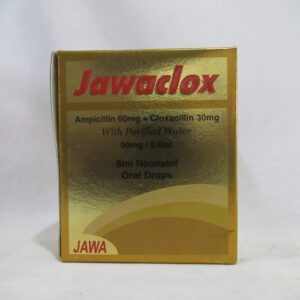 Jawaclox
Ampicillin 60mg + Cloxacillin 30mg
With Purified Water
90mg / 0.6ml
8ml Neonatal
Oral Drops
JAWA